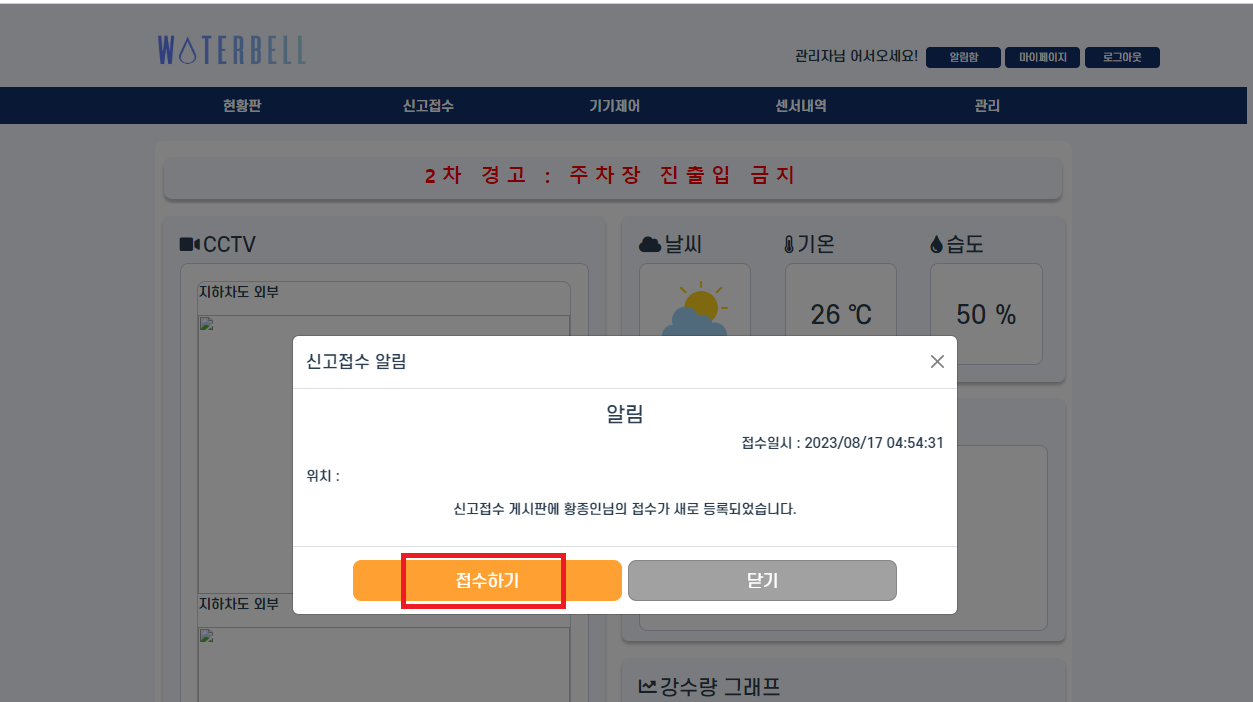 WATERBELL
관리자님 어서오세요! 알림함 마이페이지 로그아웃
현황판 신고접수 기기제어 센서내역 관리
2차 경고 : 주차장 진출입 금지
CCTV
날씨 기온 습도
지하차도 외부
26 ℃ 50 %
신고접수 알림
알림
접수일시 : 2023/08/17 04:54:31
위치 :
신고접수 게시판에 황종인님의 접수가 새로 등록되었습니다.
접수하기 닫기
지하차도 외부
강수량 그래프